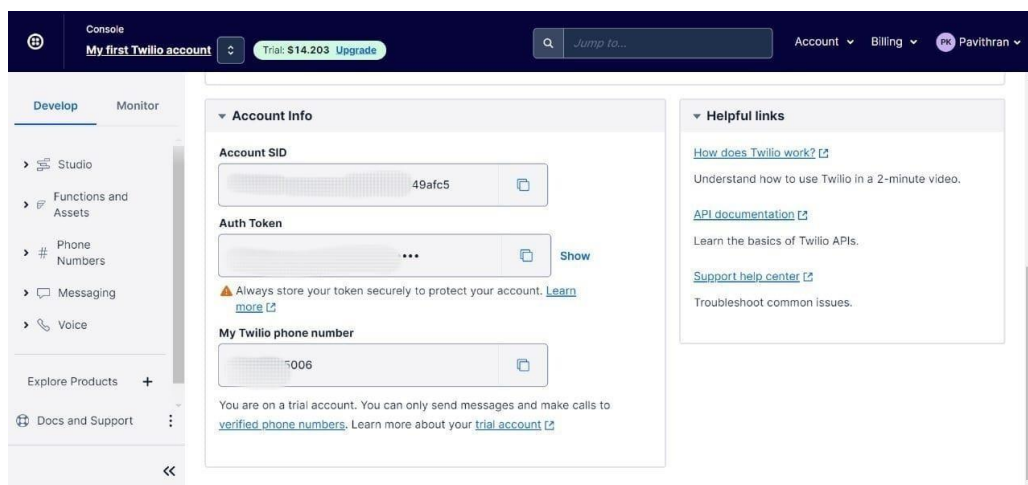 Console
My first Twilio account
Trial: $14.203 Upgrade
Jump to...
Account
Billing
PK Pavithran
Develop
Monitor
Studio
Functions and
Assets
# Phone
Numbers
Messaging
Voice
Explore Products +
Docs and Support
Account Info
Account SID
49afc5
Auth Token
•••
Show
Always store your token securely to protect your account. Learn
more
My Twilio phone number
5006
You are on a trial account. You can only send messages and make calls to
verified phone numbers. Learn more about your trial account
Helpful links
How does Twilio work?
Understand how to use Twilio in a 2-minute video.
API documentation
Learn the basics of Twilio APIs.
Support help center
Troubleshoot common issues.